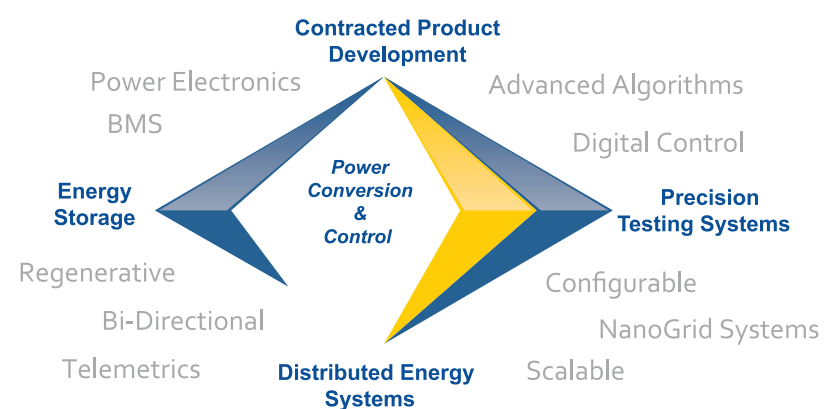 Contracted Product
Development
Power Electronics
Advanced Algorithms
BMS
Digital Control
Power
Conversion
&
Control
Energy
Storage
Precision
Testing Systems
Regenerative
Configurable
Bi-Directional
NanoGrid Systems
Telemetrics
Distributed Energy
Systems
Scalable